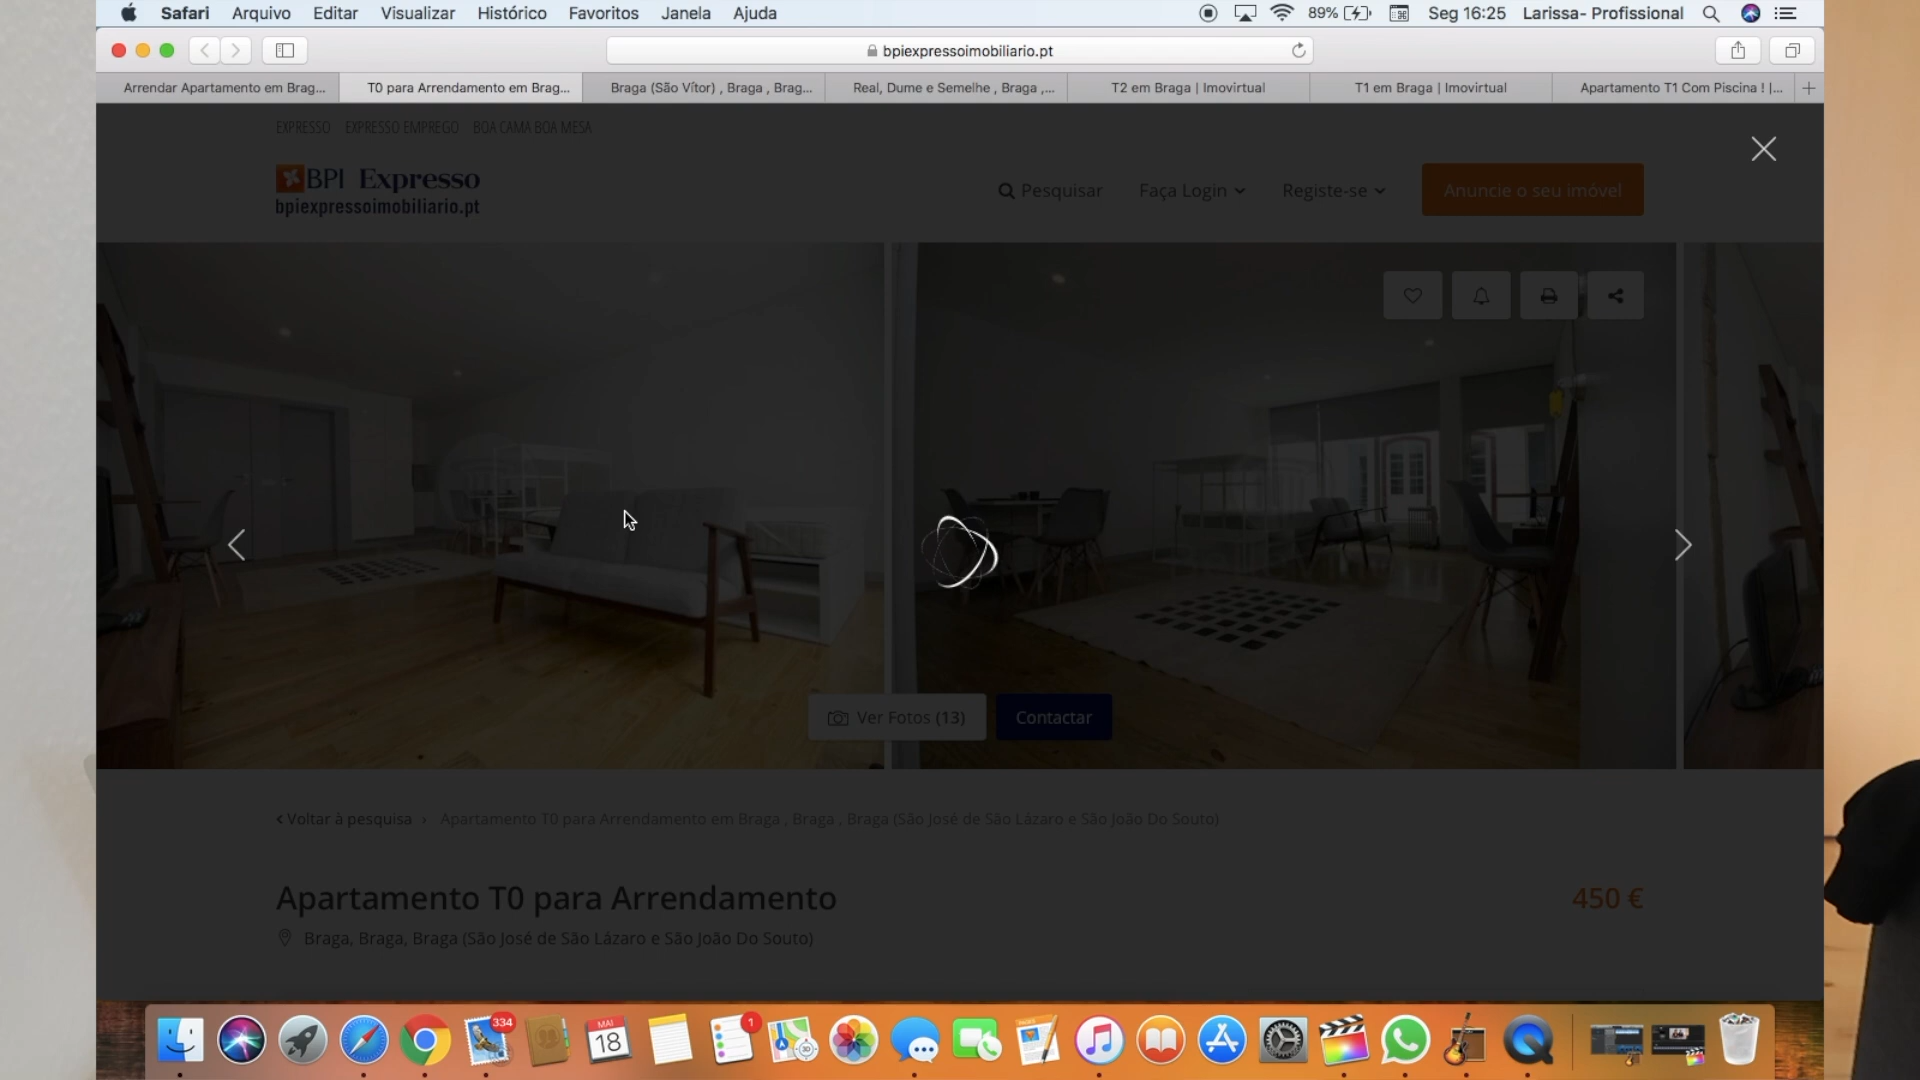 Safari Arquivo Editar Visualizar Histórico Favoritos Janela Ajuda 89% Seg 16:25 Larissa- Profissional
bpiexpressoimobiliario.pt
Arrendar Apartamento em Brag... T0 para Arrendamento em Brag... Braga (São Vítor) , Braga , Brag... Real, Dume e Semelhe , Braga ,... T2 em Braga | Imovirtual T1 em Braga | Imovirtual Apartamento T1 Com Piscina ! |...
EXPRESSO EXPRESSO EMPREGO BOA CAMA BOA MESA
BPI Expresso
bpiexpressoimobiliario.pt
Pesquisar Faça Login Registe-se Anuncie o seu imóvel
Ver Fotos (13) Contactar
Voltar à pesquisa › Apartamento T0 para Arrendamento em Braga , Braga , Braga (São José de São Lázaro e São João Do Souto)
Apartamento T0 para Arrendamento 450 €
Braga, Braga, Braga (São José de São Lázaro e São João Do Souto)
334
MAI
18
1
3D